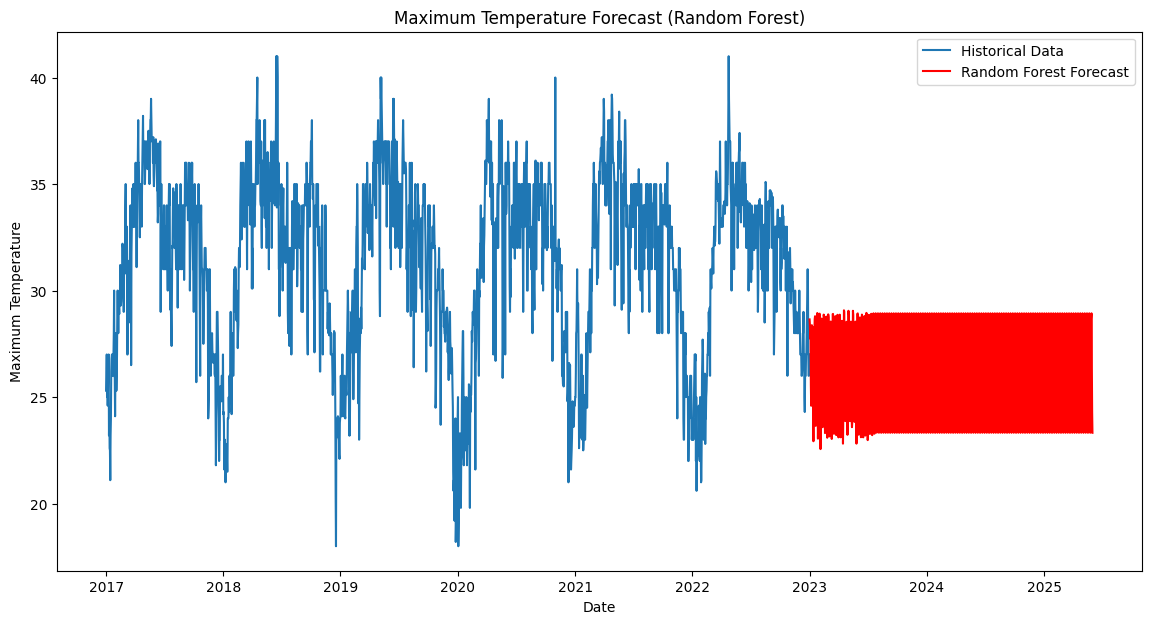 Maximum Temperature Forecast (Random Forest)
Historical Data
Random Forest Forecast
Maximum Temperature
40
35
30
25
20
2017 2018 2019 2020 2021 2022 2023 2024 2025
Date